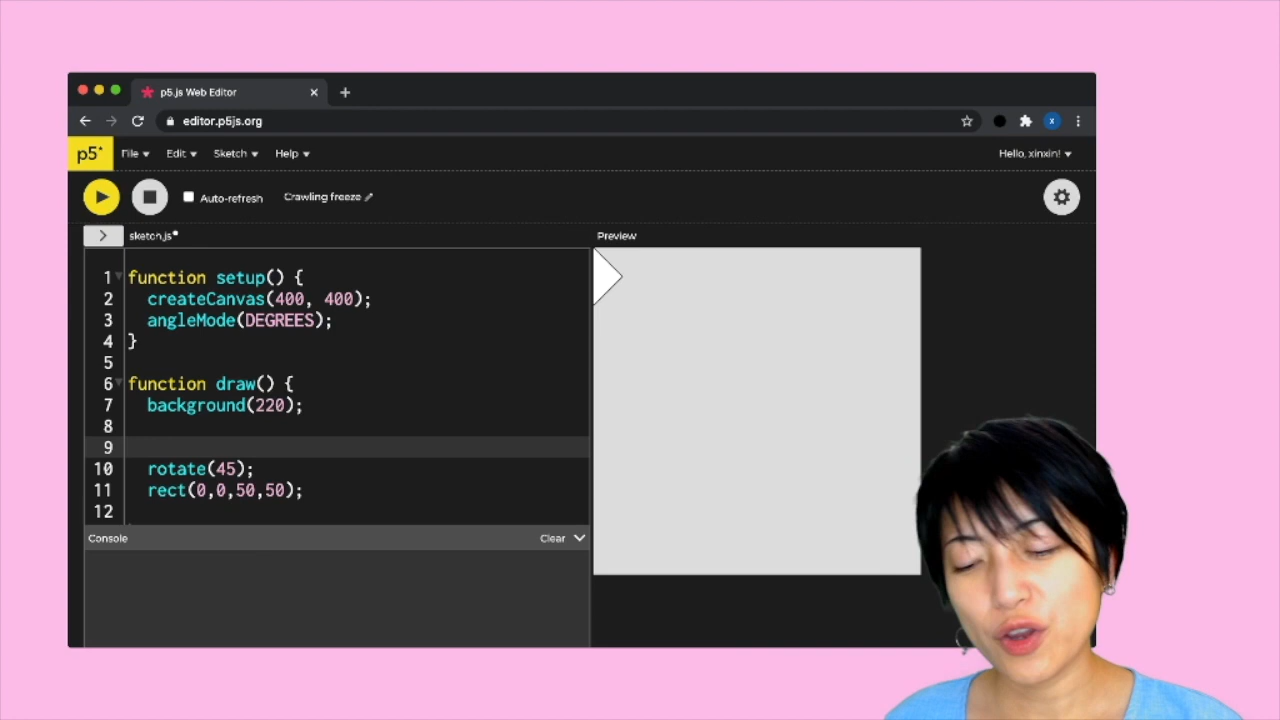 p5.js Web Editor
editor.p5js.org
x
p5* File Edit Sketch Help Hello, xinxin!
Auto-refresh Crawling freeze
sketch.js Preview
1 function setup() {
2 createCanvas(400, 400);
3 angleMode(DEGREES);
4 }
5
6 function draw() {
7 background(220);
8
9
10 rotate(45);
11 rect(0,0,50,50);
12
Console Clear